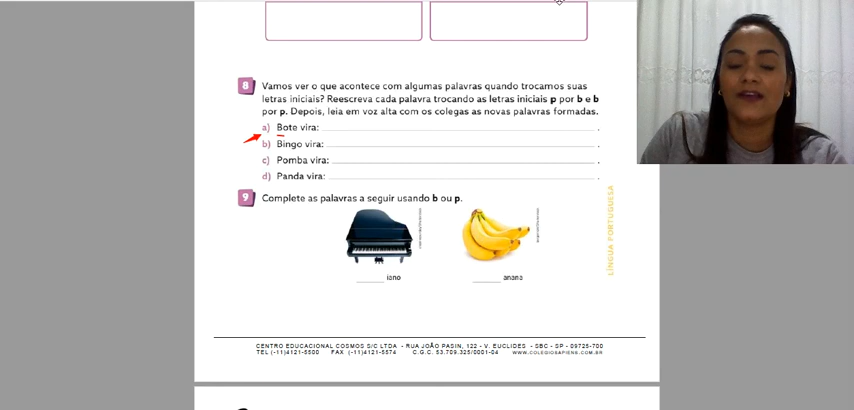 8 Vamos ver o que acontece com algumas palavras quando trocamos suas
letras iniciais? Reescreva cada palavra trocando as letras iniciais p por b e b
por p. Depois, leia em voz alta com os colegas as novas palavras formadas.
a) Bote vira: .
b) Bingo vira: .
c) Pomba vira: .
d) Panda vira: .
9 Complete as palavras a seguir usando b ou p.
iano anana
LÍNGUA PORTUGUESA
CENTRO EDUCACIONAL COSMOS S/C LTDA - RUA JOÃO PASIN, 122 - V. EUCLIDES - SBC - SP - 09725-700
TEL (-11)4121-5500 FAX (-11)4121-5574 C.G.C. 53.709.325/0001-04 WWW.COLEGIOSAPIENS.COM.BR